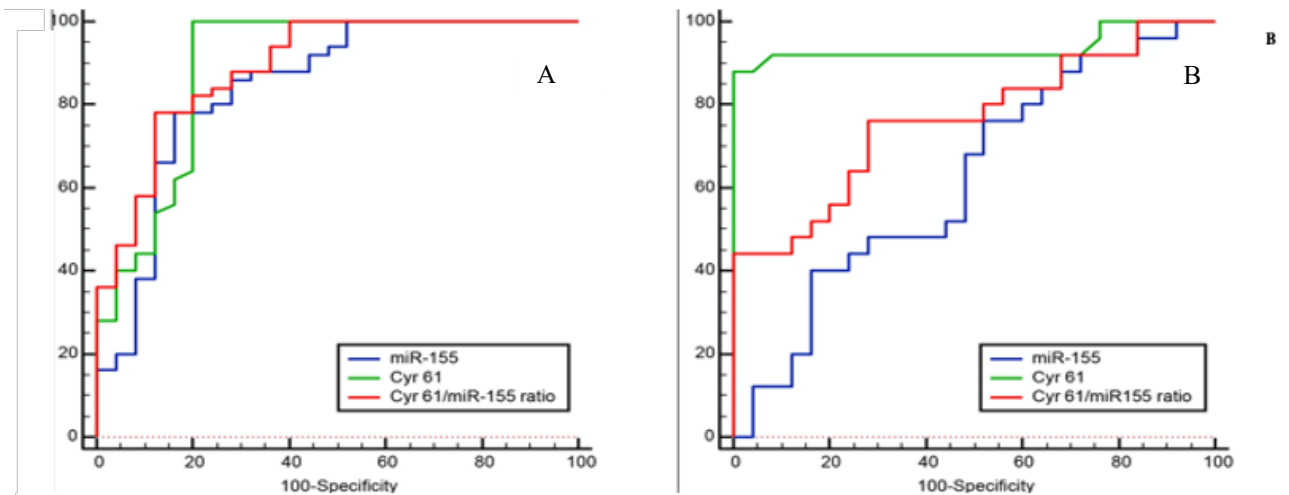 100
80
60
40
20
0
A
miR-155
Cyr 61
Cyr 61/miR-155 ratio
0 20 40 60 80 100
100-Specificity
100
80
60
40
20
0
B
B
miR-155
Cyr 61
Cyr 61/miR155 ratio
0 20 40 60 80 100
100-Specificity